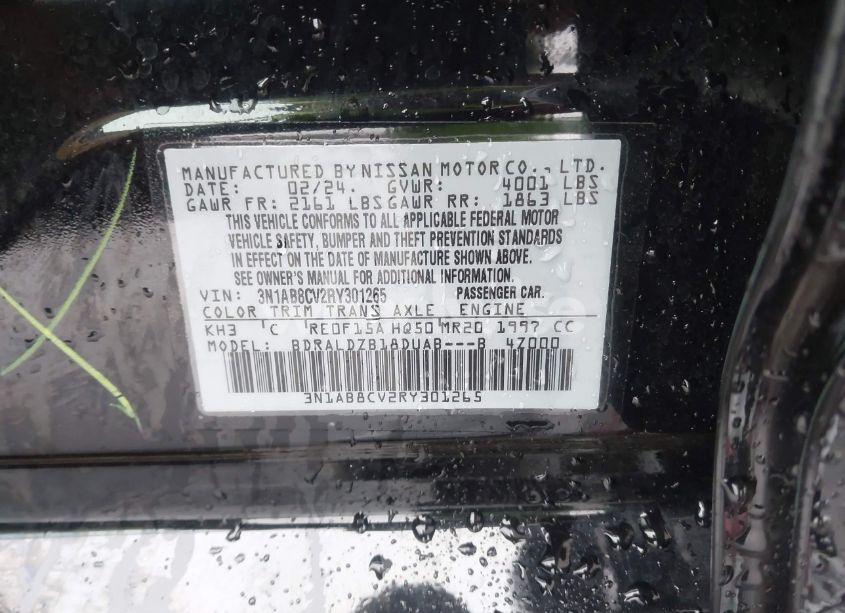 MANUFACTURED BY NISSAN MOTOR CO., LTD.
DATE: 02/24. GVWR: 4001 LBS
GAWR FR: 2161 LBS GAWR RR: 1863 LBS
THIS VEHICLE CONFORMS TO ALL APPLICABLE FEDERAL MOTOR
VEHICLE SAFETY, BUMPER AND THEFT PREVENTION STANDARDS
IN EFFECT ON THE DATE OF MANUFACTURE SHOWN ABOVE.
SEE OWNER'S MANUAL FOR ADDITIONAL INFORMATION.
VIN: 3N1AB8CV2RY301265 PASSENGER CAR.
COLOR TRIM TRANS AXLE ENGINE
KH3 'C RE0F15A HQ50 MR20 1997 CC
MODEL: BDRALDZB18DUAB---B 4Z000
3N1AB8CV2RY301265